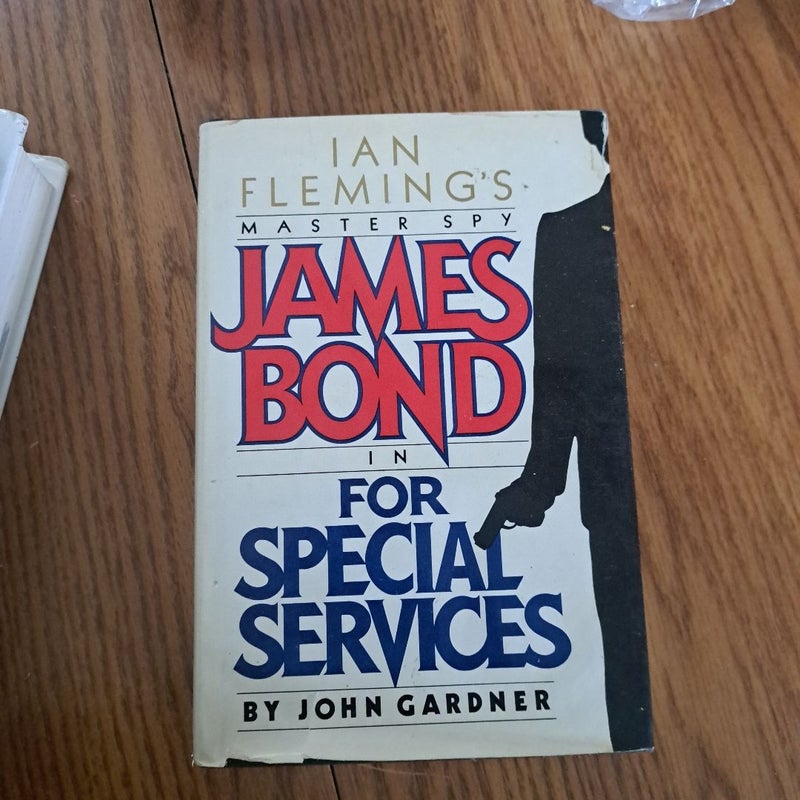 IAN
FLEMING'S
MASTER SPY
JAMES
BOND
IN
FOR
SPECIAL
SERVICES
BY JOHN GARDNER